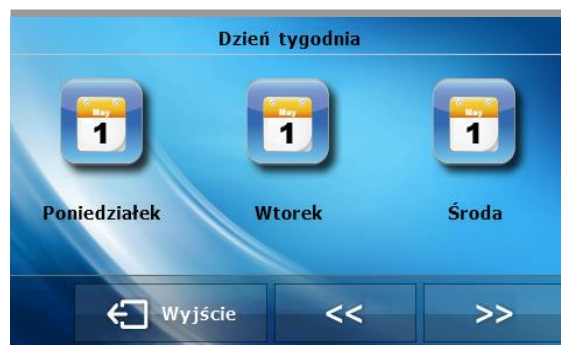 Dzień tygodnia
May May May
1 1 1
Poniedziałek Wtorek Środa
Wyjście << >>